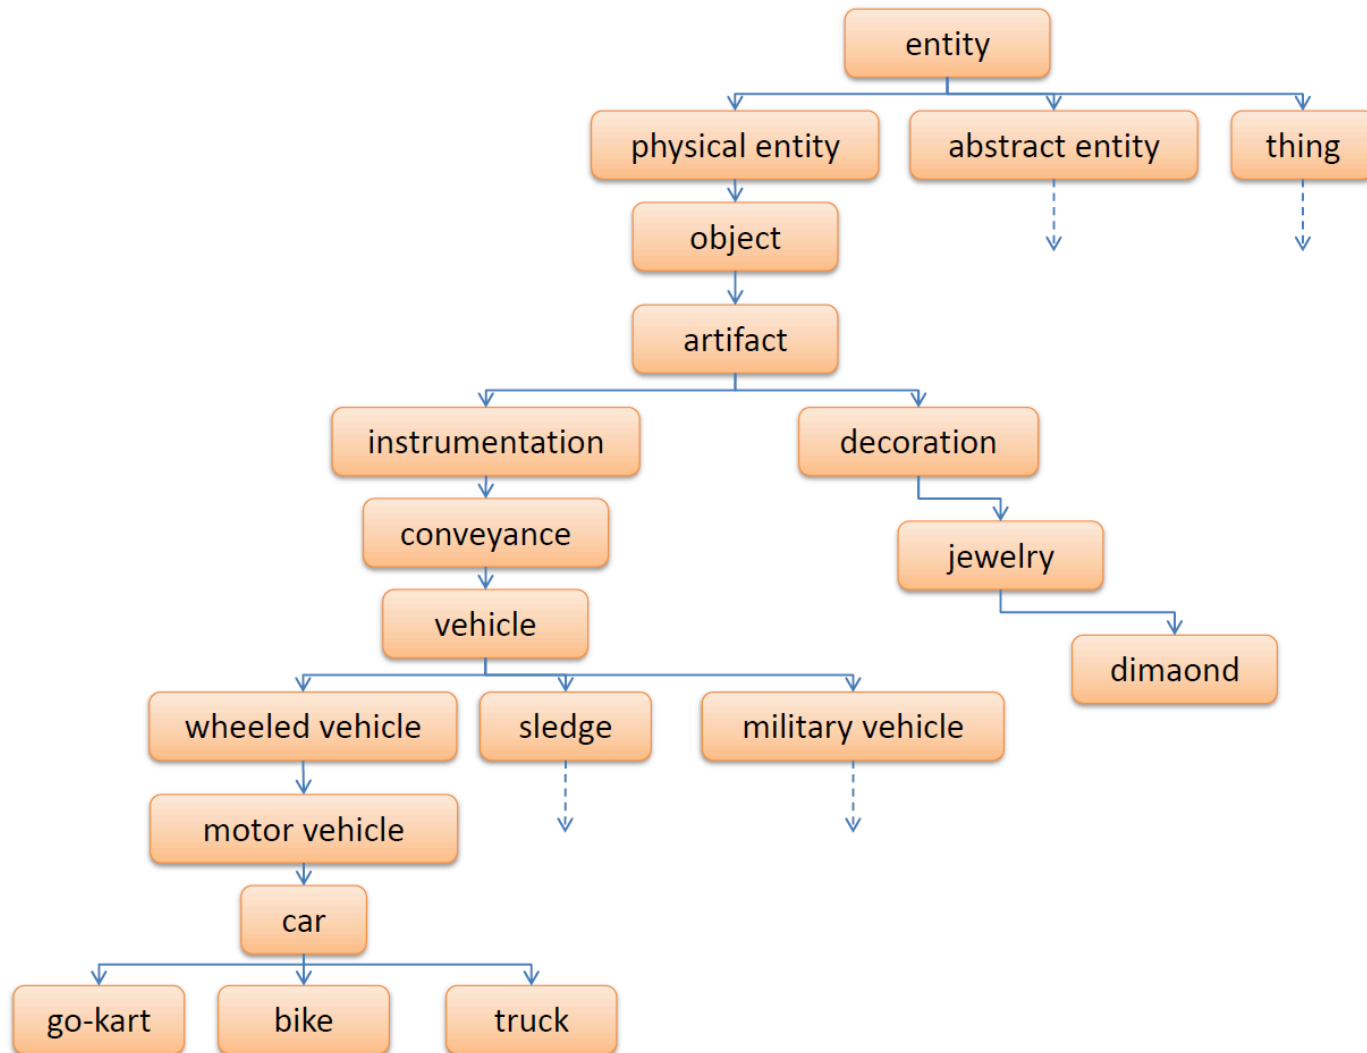 entity
physical entity
abstract entity
thing
object
artifact
instrumentation
decoration
conveyance
jewelry
vehicle
dimaond
wheeled vehicle
sledge
military vehicle
motor vehicle
car
go-kart
bike
truck